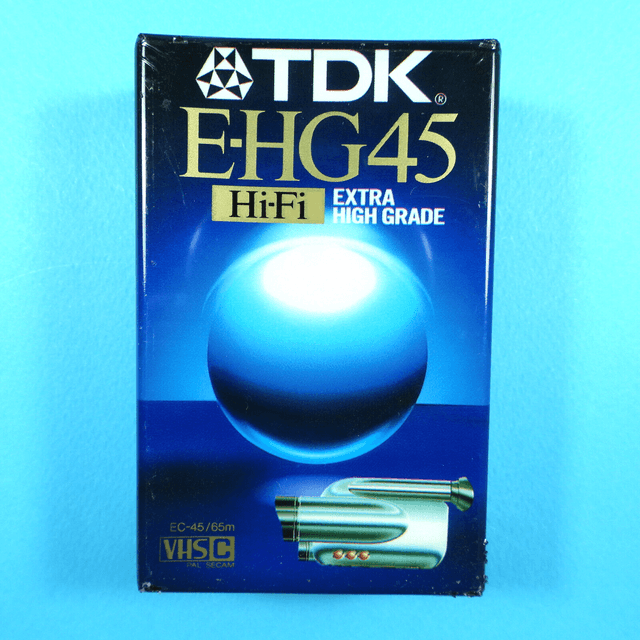 TDK®
E-HG45
Hi-Fi EXTRA
HIGH GRADE
EC-45/65m
VHS C
PAL SECAM